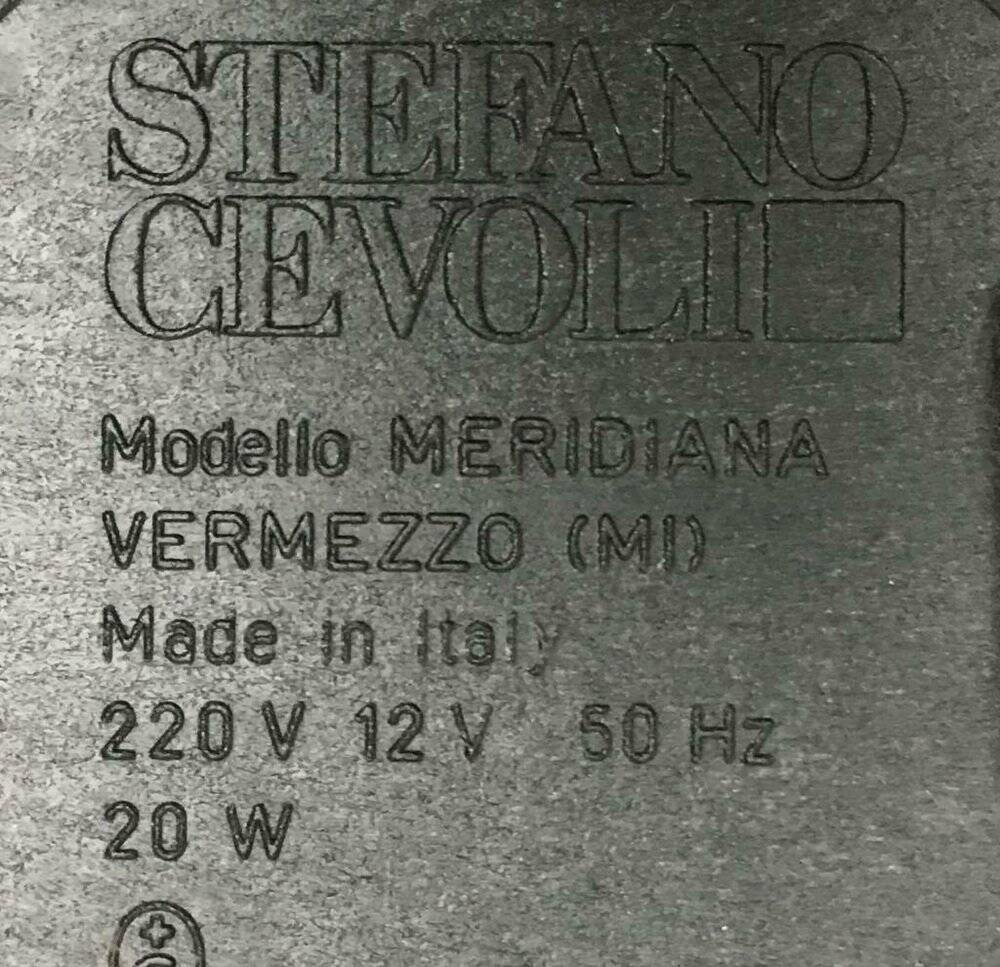 STEFANO
CEVOLI
Modello MERIDIANA
VERMEZZO (MI)
Made in Italy
220 V 12 V 50 Hz
20 W